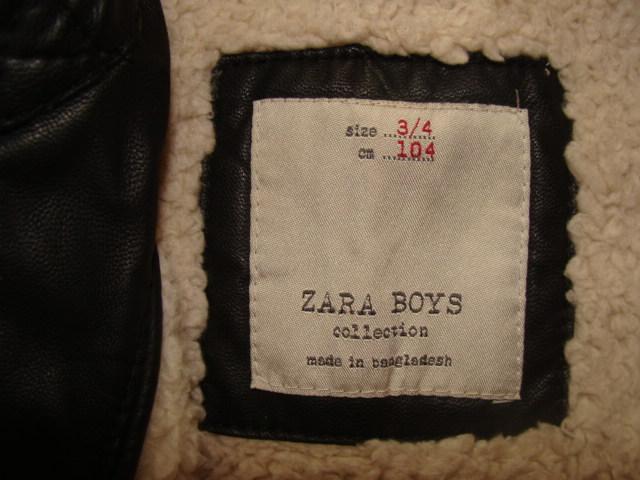 size 3/4
cm 104
ZARA BOYS
collection
made in bangladesh